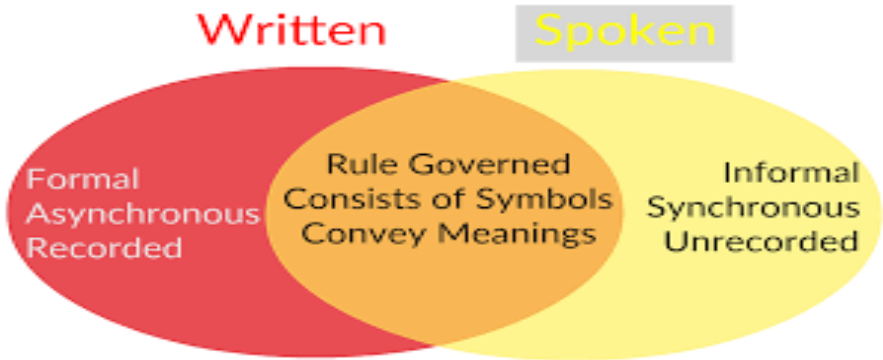 Written
Spoken
Formal
Asynchronous
Recorded
Rule Governed
Consists of Symbols
Convey Meanings
Informal
Synchronous
Unrecorded